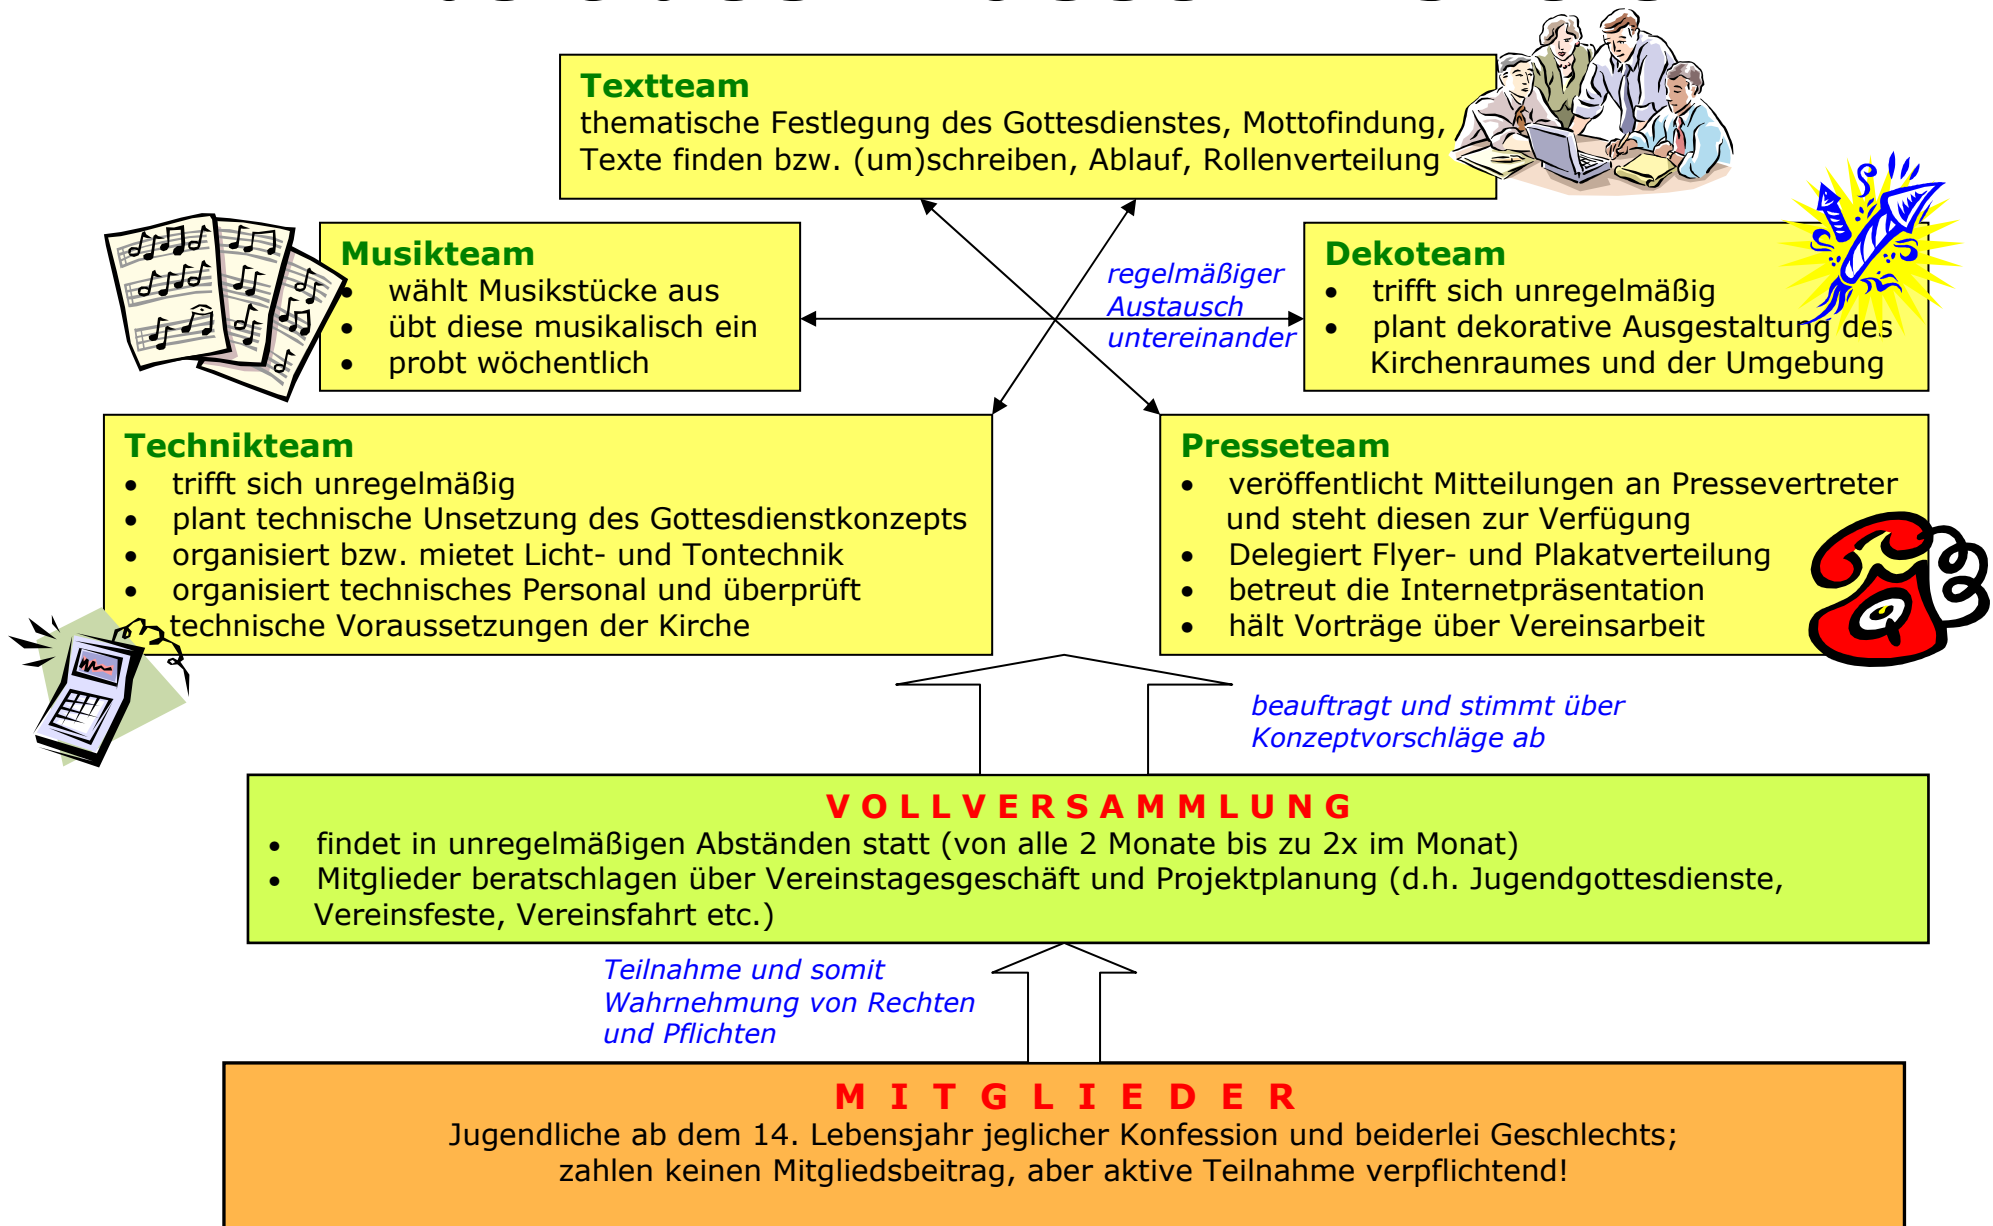 Textteam
thematische Festlegung des Gottesdienstes, Mottofindung,
Texte finden bzw. (um)schreiben, Ablauf, Rollenverteilung
Musikteam
• wählt Musikstücke aus
• übt diese musikalisch ein
• probt wöchentlich
regelmäßiger
Austausch
untereinander
Dekoteam
• trifft sich unregelmäßig
• plant dekorative Ausgestaltung des
Kirchenraumes und der Umgebung
Technikteam
• trifft sich unregelmäßig
• plant technische Unsetzung des Gottesdienstkonzepts
• organisiert bzw. mietet Licht- und Tontechnik
• organisiert technisches Personal und überprüft
technische Voraussetzungen der Kirche
Presseteam
• veröffentlicht Mitteilungen an Pressevertreter
und steht diesen zur Verfügung
• Delegiert Flyer- und Plakatverteilung
• betreut die Internetpräsentation
• hält Vorträge über Vereinsarbeit
beauftragt und stimmt über
Konzeptvorschläge ab
V O L L V E R S A M M L U N G
• findet in unregelmäßigen Abständen statt (von alle 2 Monate bis zu 2x im Monat)
• Mitglieder beratschlagen über Vereinstagesgeschäft und Projektplanung (d.h. Jugendgottesdienste,
Vereinsfeste, Vereinsfahrt etc.)
Teilnahme und somit
Wahrnehmung von Rechten
und Pflichten
M I T G L I E D E R
Jugendliche ab dem 14. Lebensjahr jeglicher Konfession und beiderlei Geschlechts;
zahlen keinen Mitgliedsbeitrag, aber aktive Teilnahme verpflichtend!